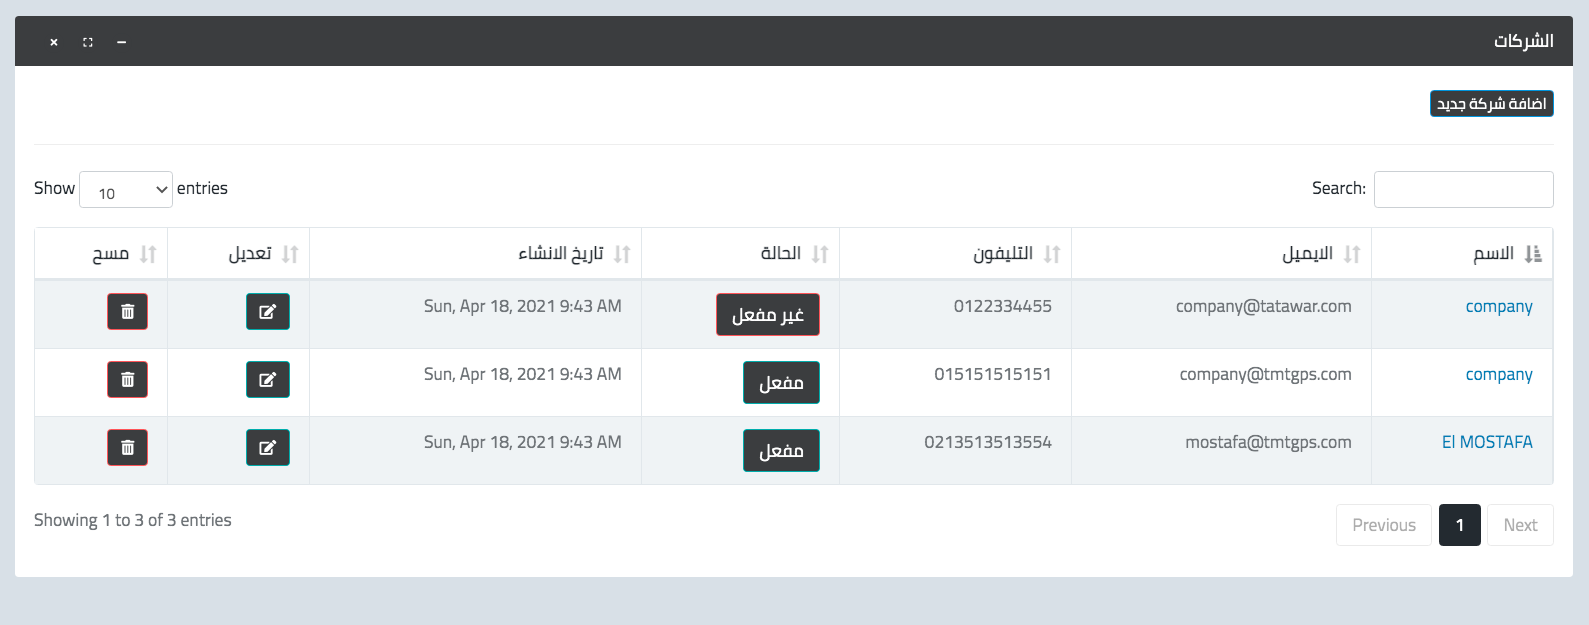 الشركات
اضافة شركة جديد
Show 10 entries
Search:
الاسم الايميل التليفون الحالة تاريخ الانشاء تعديل مسح
company company@tatawar.com 0122334455 غير مفعل Sun, Apr 18, 2021 9:43 AM
company company@tmtgps.com 015151515151 مفعل Sun, Apr 18, 2021 9:43 AM
El MOSTAFA mostafa@tmtgps.com 0213513513554 مفعل Sun, Apr 18, 2021 9:43 AM
Showing 1 to 3 of 3 entries
Previous 1 Next